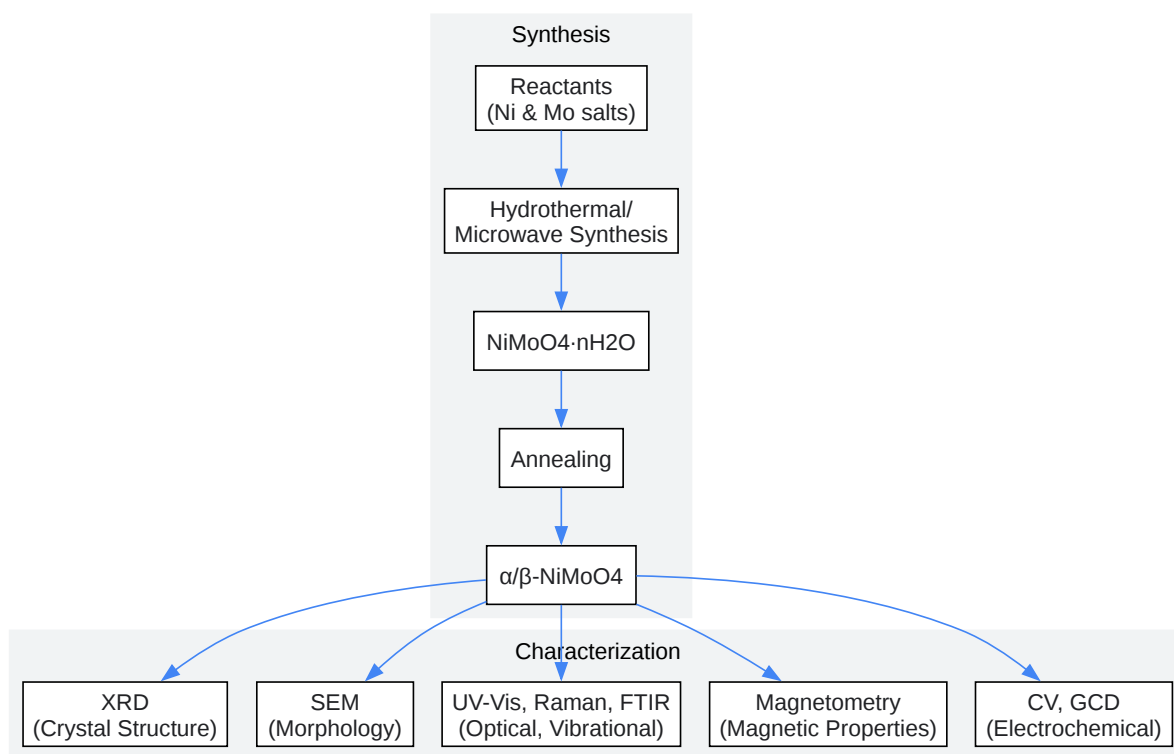 Synthesis
Reactants
(Ni & Mo salts)
Hydrothermal/
Microwave Synthesis
NiMoO4·nH2O
Annealing
α/β-NiMoO4
Characterization
XRD
(Crystal Structure)
SEM
(Morphology)
UV-Vis, Raman, FTIR
(Optical, Vibrational)
Magnetometry
(Magnetic Properties)
CV, GCD
(Electrochemical)